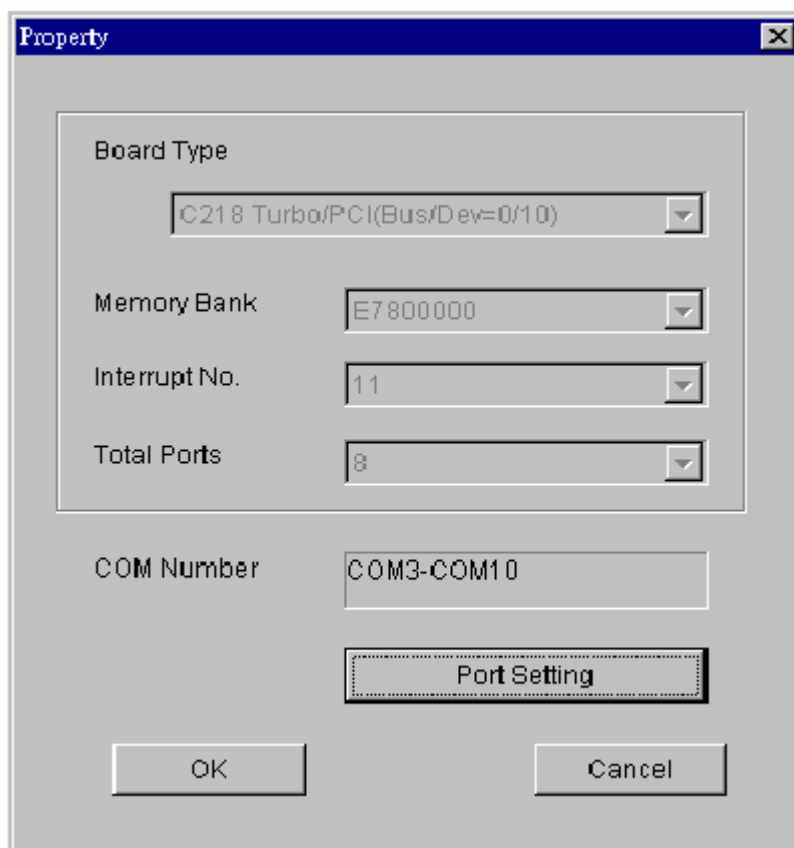 Property
Board Type
C218 Turbo/PCI(Bus/Dev=0/10)
Memory Bank
E7800000
Interrupt No.
11
Total Ports
8
COM Number
COM3-COM10
Port Setting
OK
Cancel